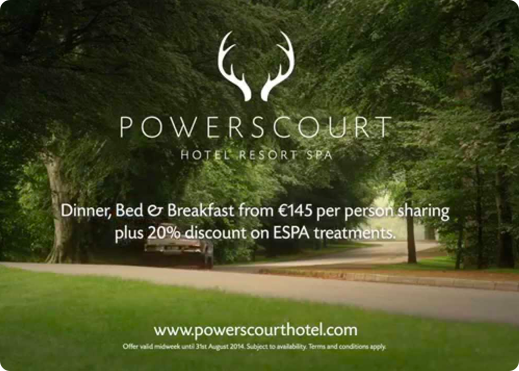 POWERSCOURT
HOTEL RESORT SPA
Dinner, Bed & Breakfast from €145 per person sharing
plus 20% discount on ESPA treatments.
www.powerscourthotel.com
Offer valid midweek until 31st August 2014. Subject to availability. Terms and conditions apply.